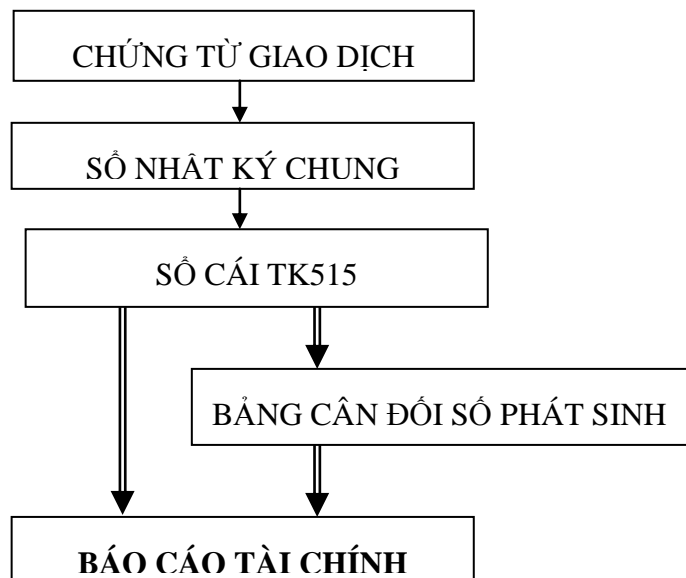 CHỨNG TỪ GIAO DỊCH
SỔ NHẬT KÝ CHUNG
SỔ CÁI TK515
BẢNG CÂN ĐỐI SỐ PHÁT SINH
BÁO CÁO TÀI CHÍNH